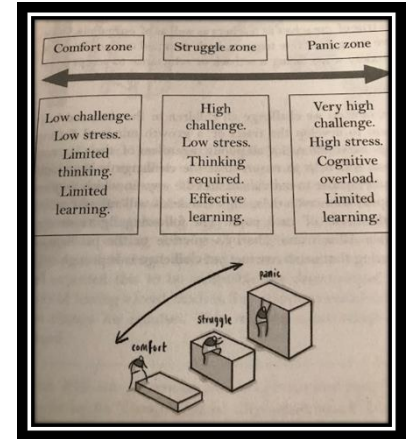 Comfort zone
Struggle zone
Panic zone
Low challenge.
Low stress.
Limited
thinking.
Limited
learning.
High
challenge.
Low stress.
Thinking
required.
Effective
learning.
Very high
challenge.
High stress.
Cognitive
overload.
Limited
learning.
comfort
struggle
panic